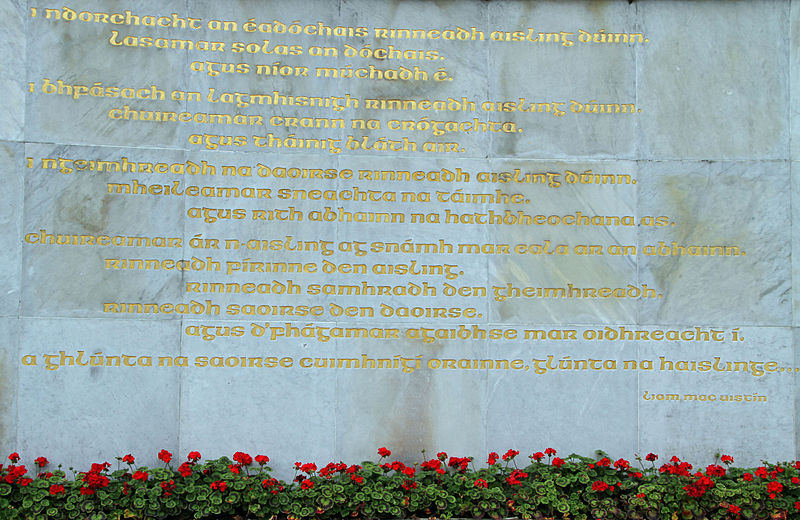 I ndorchacht an éadóchais rinneadh aisling dúinn.
Lasamar solas an dóchais.
Agus níor múchadh é.
I bhfásach an lagmhisnigh rinneadh aisling dúinn.
Chuireamar crann na crógachta.
Agus tháinig bláth air.
I ngeimhreadh na daoirse rinneadh aisling dúinn.
Mheileamar sneachta na táimhe.
Agus rith abhainn na hathbheochana as.
Chuireamar ár n-aisling ag snámh mar eala ar an abhainn.
Rinneadh fírinne den aisling.
Rinneadh samhradh den gheimhreadh.
Rinneadh saoirse den daoirse.
Agus d'fhágamar agaibhse mar oidhreacht í.
A ghlúnta na saoirse cuimhnígí orainne, glúnta na haislinge...
Liam Mac Uistín